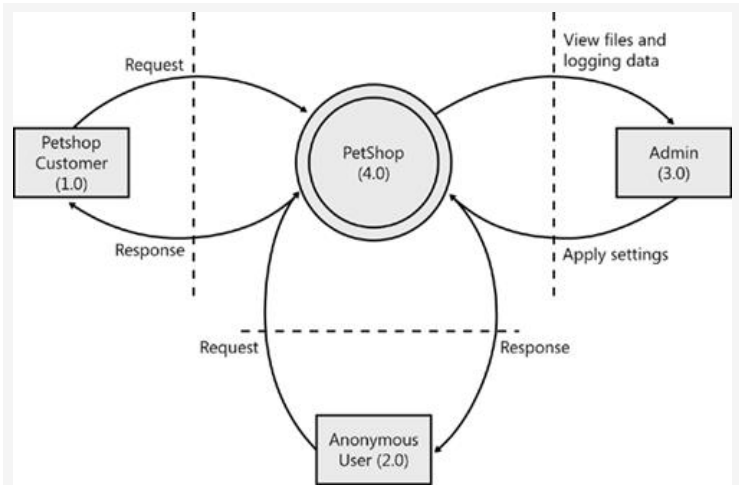 View files and
logging data
Request
Petshop
Customer
(1.0)
PetShop
(4.0)
Admin
(3.0)
Response
Apply settings
Request
Response
Anonymous
User (2.0)